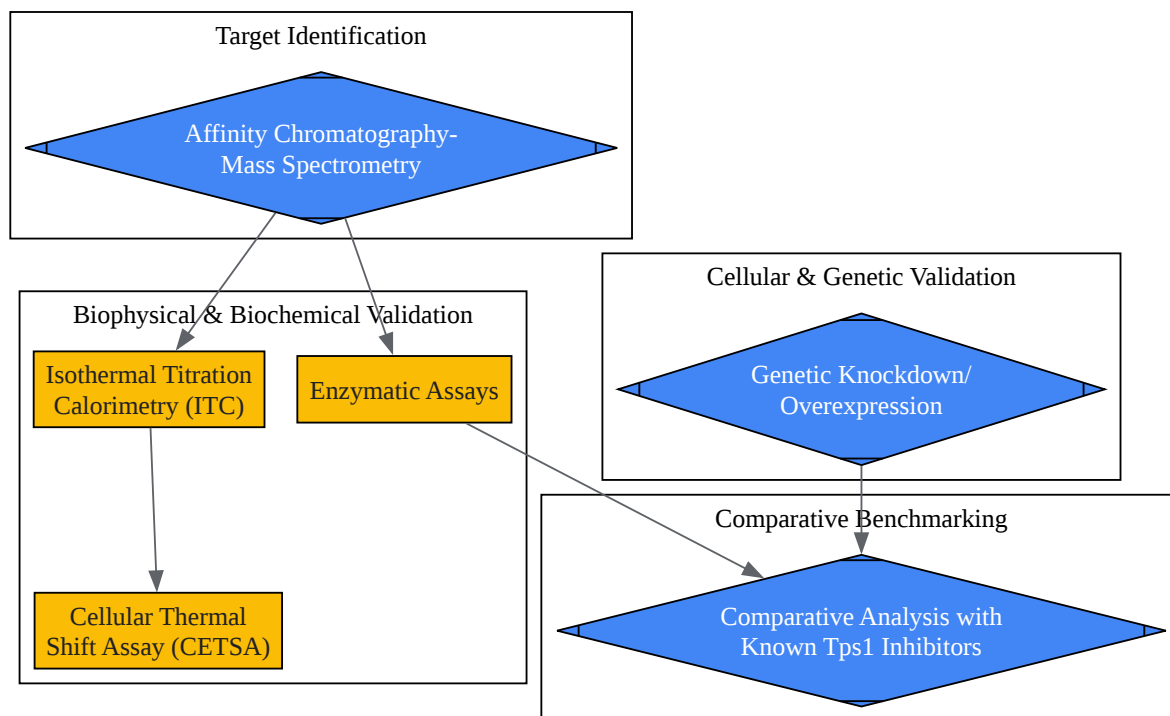 Target Identification
Affinity Chromatography-
Mass Spectrometry
Cellular & Genetic Validation
Genetic Knockdown/
Overexpression
Biophysical & Biochemical Validation
Isothermal Titration
Calorimetry (ITC)
Enzymatic Assays
Cellular Thermal
Shift Assay (CETSA)
Comparative Benchmarking
Comparative Analysis with
Known Tps1 Inhibitors